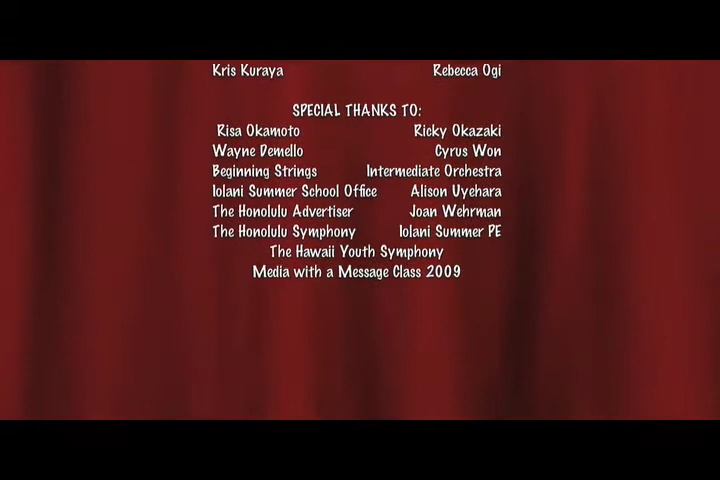 Kris Kuraya Rebecca Ogi
SPECIAL THANKS TO:
Risa Okamoto Ricky Okazaki
Wayne Demello Cyrus Won
Beginning Strings Intermediate Orchestra
Iolani Summer School Office Alison Uyehara
The Honolulu Advertiser Joan Wehrman
The Honolulu Symphony Iolani Summer PE
The Hawaii Youth Symphony
Media with a Message Class 2009